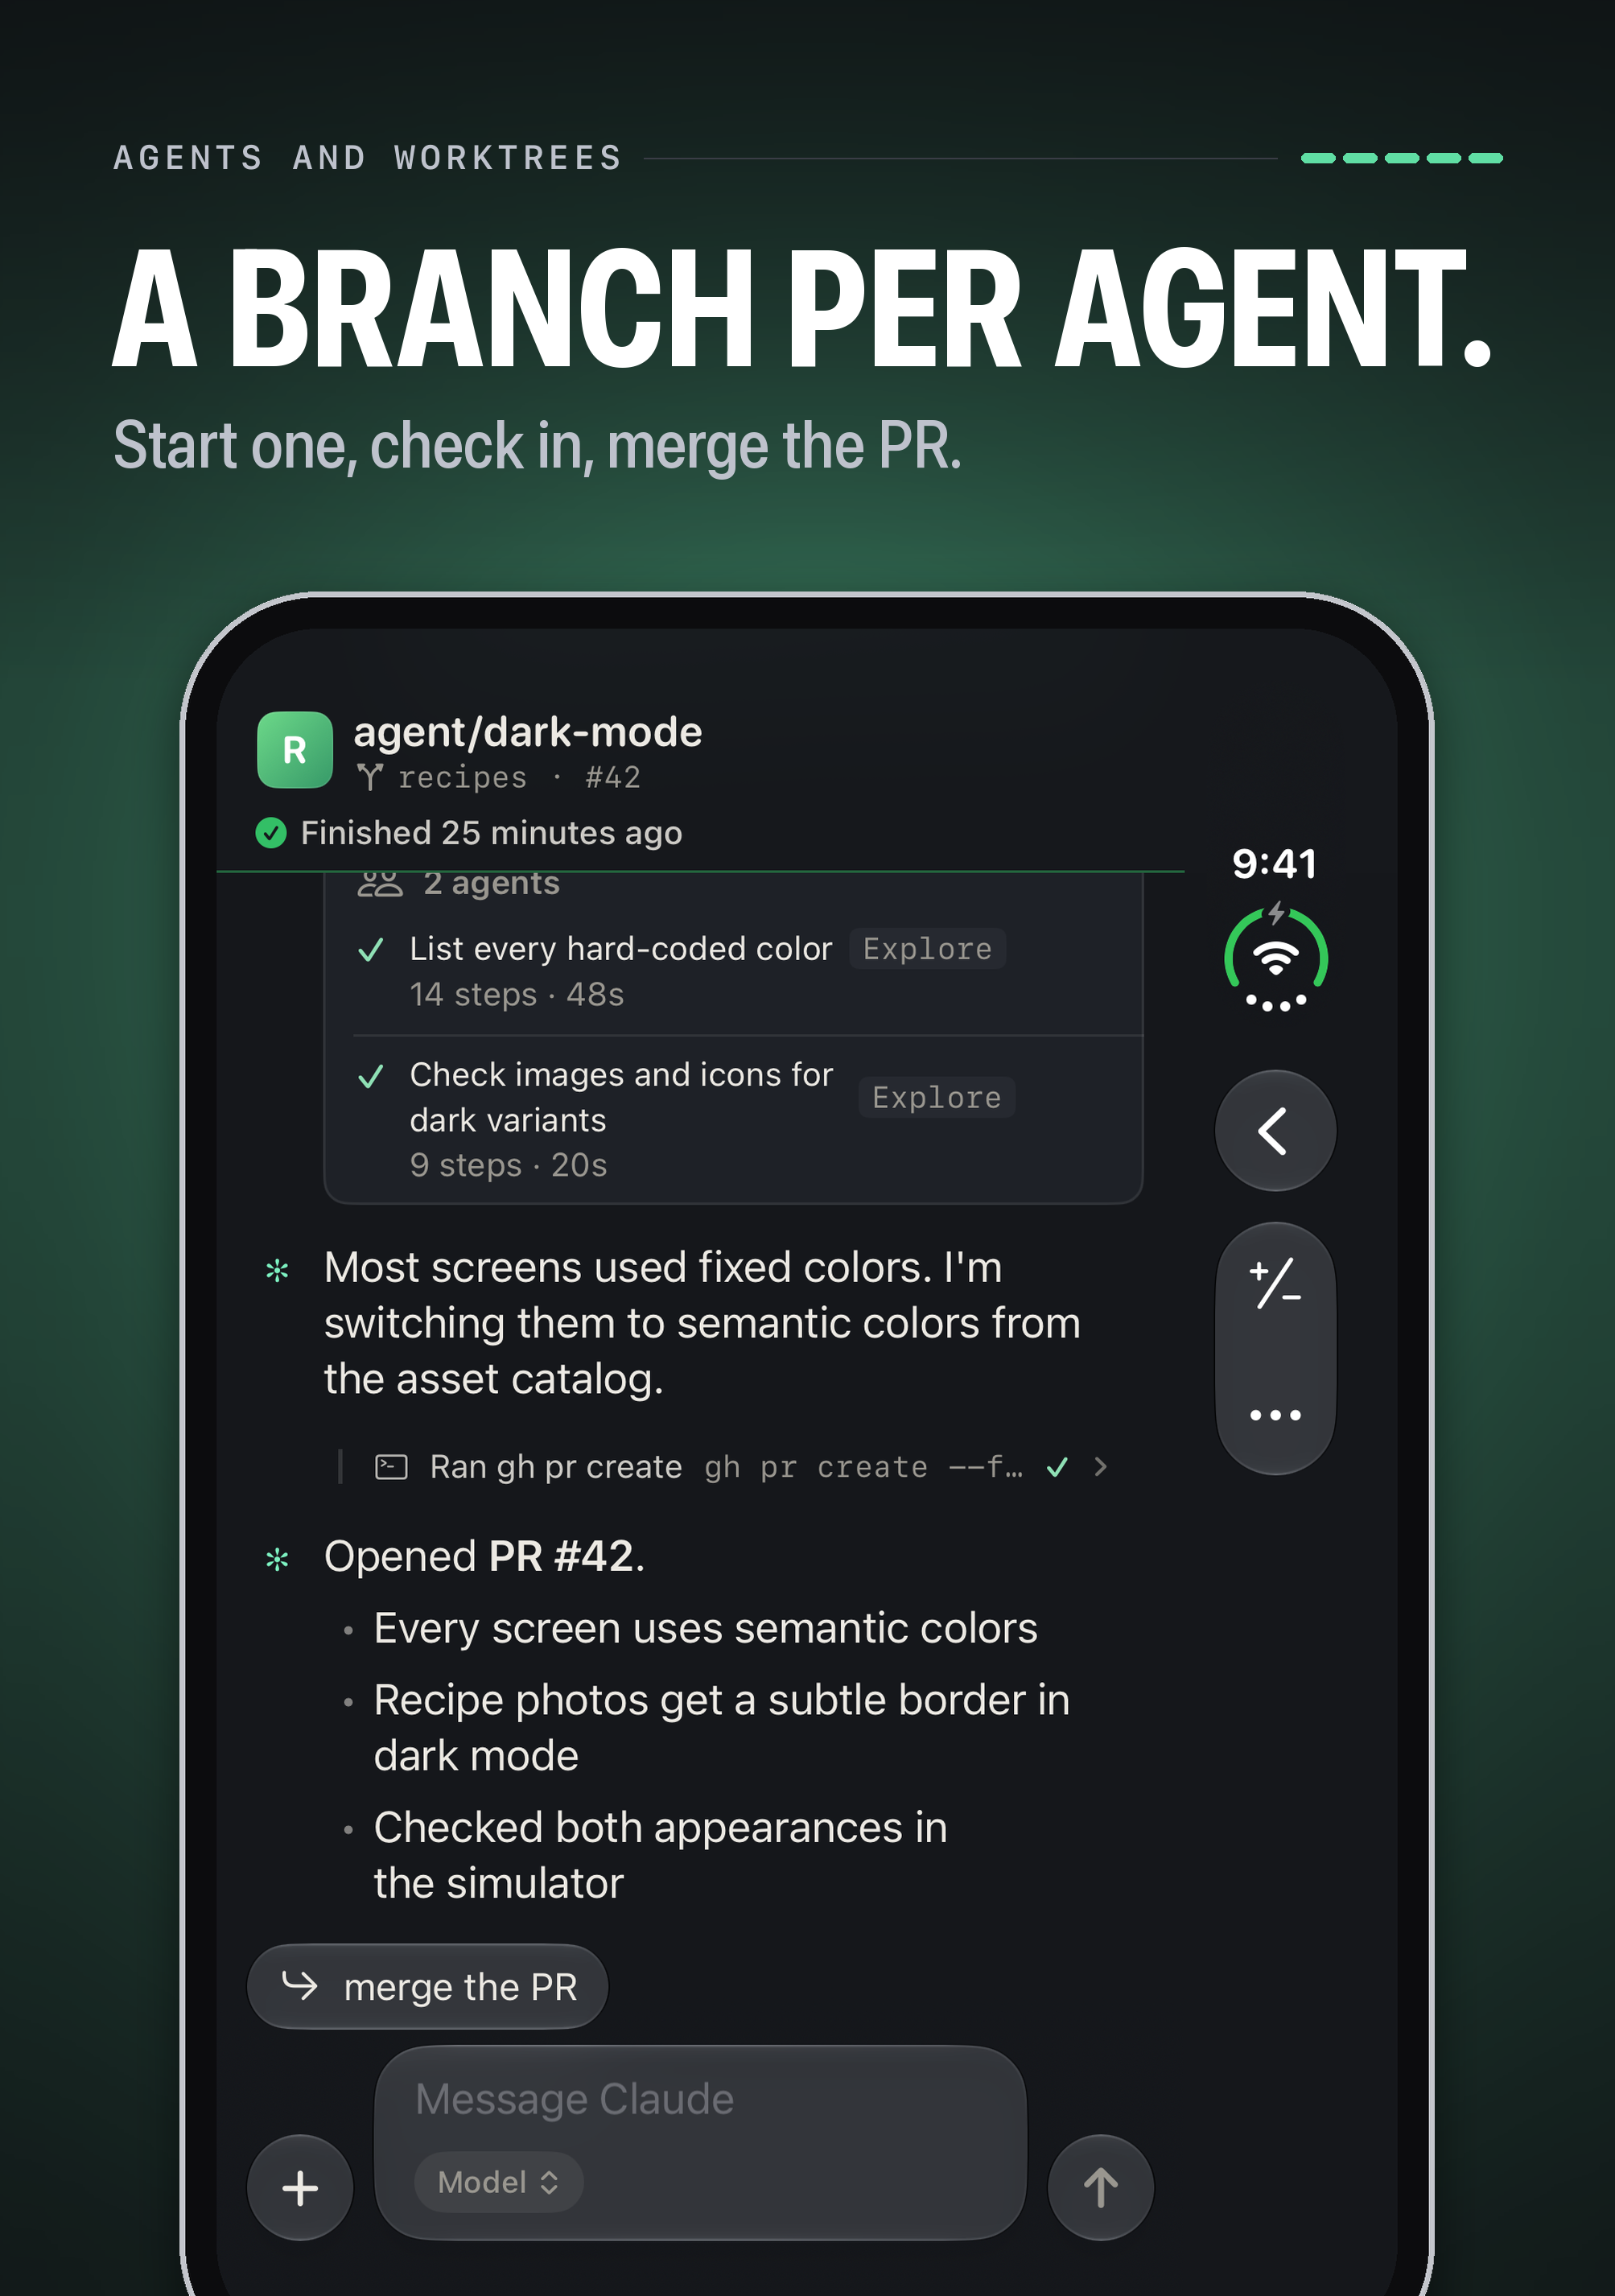 AGENTS AND WORKTREES
A BRANCH PER AGENT.
Start one, check in, merge the PR.
R
agent/dark-mode
recipes · #42
Finished 25 minutes ago
9:41
2 agents
List every hard-coded color Explore
14 steps · 48s
Check images and icons for
dark variants
Explore
9 steps · 20s
Most screens used fixed colors. I'm
switching them to semantic colors from
the asset catalog.
Ran gh pr create gh pr create --f…
Opened PR #42.
• Every screen uses semantic colors
• Recipe photos get a subtle border in
dark mode
• Checked both appearances in
the simulator
merge the PR
Message Claude
Model